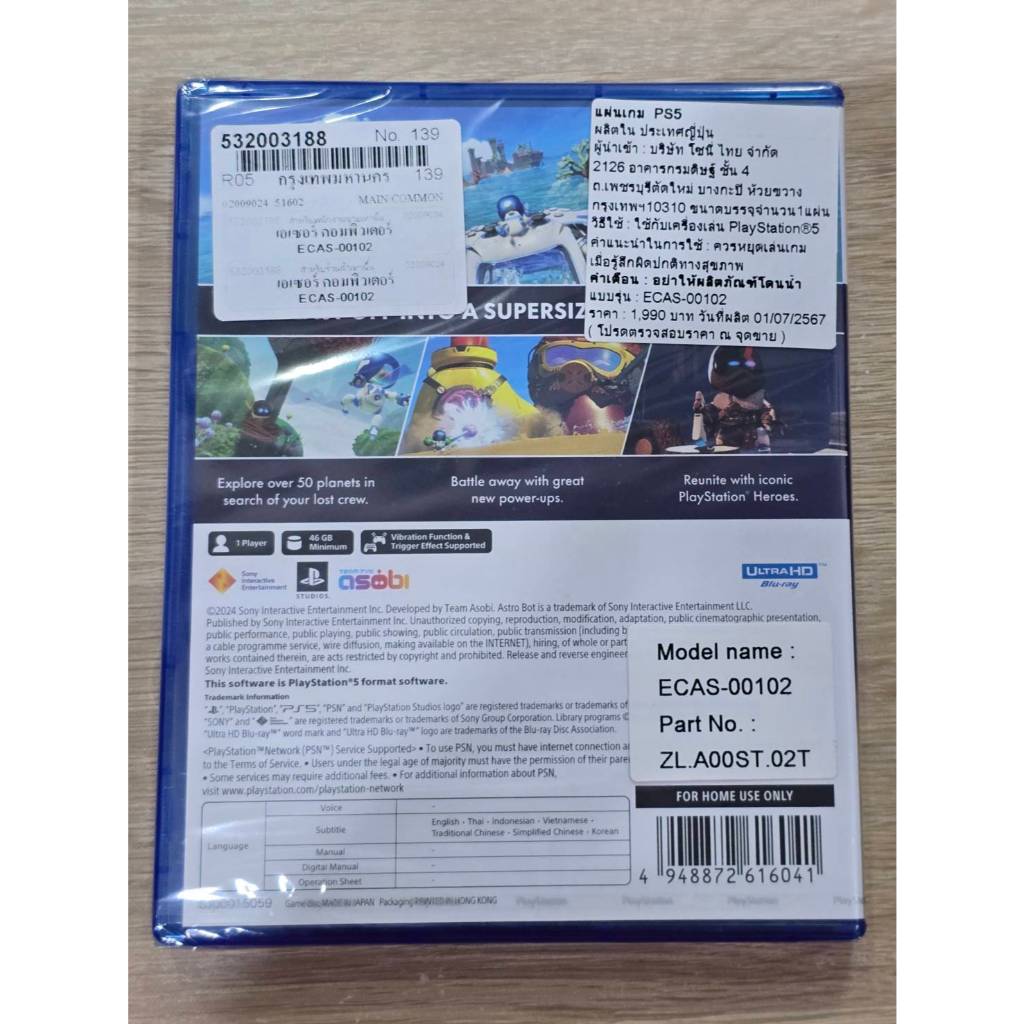 532003188 No. 139
R05 กรุงเทพมหานคร 139
02009024 51602 MAIN COMMON
เอเซอร์ คอมพิวเตอร์
ECAS-00102
เอเซอร์ คอมพิวเตอร์
ECAS-00102
แผ่นเกม PS5
ผลิตใน ประเทศญี่ปุ่น
ผู้นำเข้า : บริษัท โซนี่ ไทย จำกัด
2126 อาคารกรมดิษฐ์ ชั้น 4
ถ.เพชรบุรีตัดใหม่ บางกะปิ ห้วยขวาง
กรุงเทพฯ10310 ขนาดบรรจุจำนวน1แผ่น
วิธีใช้ : ใช้กับเครื่องเล่น PlayStation®5
คำแนะนำในการใช้ : ควรหยุดเล่นเกม
เมื่อรู้สึกผิดปกติทางสุขภาพ
คำเตือน : อย่าให้ผลิตภัณฑ์โดนน้ำ
แบบรุ่น : ECAS-00102
ราคา : 1,990 บาท วันที่ผลิต 01/07/2567
( โปรดตรวจสอบราคา ณ จุดขาย )
INTO A SUPERSIZ
Explore over 50 planets in
search of your lost crew.
Battle away with great
new power-ups.
Reunite with iconic
PlayStation® Heroes.
1 Player
46 GB
Minimum
Vibration Function &
Trigger Effect Supported
Sony
Interactive
Entertainment
STUDIOS
TEAM
asobi
ULTRA HD
Blu-ray™
©2024 Sony Interactive Entertainment Inc. Developed by Team Asobi. Astro Bot is a trademark of Sony Interactive Entertainment LLC.
Published by Sony Interactive Entertainment Inc. Unauthorized copying, reproduction, modification, adaptation, public cinematographic presentation,
public performance, public playing, public showing, public circulation, public transmission [including b
a cable programme service, wire diffusion, making available on the INTERNET], hiring, of whole or part
works contained therein, are acts restricted by copyright and prohibited. Release and reverse engineer
Sony Interactive Entertainment Inc.
This software is PlayStation®5 format software.
Trademark Information
"PlayStation", "PS5", "PSN" and "PlayStation Studios logo" are registered trademarks or trademarks of
"SONY" and " " are registered trademarks or trademarks of Sony Group Corporation. Library programs ©
"Ultra HD Blu-ray™" word mark and "Ultra HD Blu-ray™" logo are trademarks of the Blu-ray Disc Association.
<PlayStation™Network (PSN™) Service Supported> • To use PSN, you must have internet connection a
to the Terms of Service. • Users under the legal age of majority must have the permission of their pare
• Some services may require additional fees. • For additional information about PSN,
visit www.playstation.com/playstation-network
Model name :
ECAS-00102
Part No. :
ZL.A00ST.02T
FOR HOME USE ONLY
Language
Voice -
Subtitle English - Thai - Indonesian - Vietnamese -
Traditional Chinese - Simplified Chinese - Korean
Manual -
Digital Manual -
Operation Sheet -
4 948872 616041
Game disc MADE IN JAPAN Packaging PRINTED IN HONG KONG